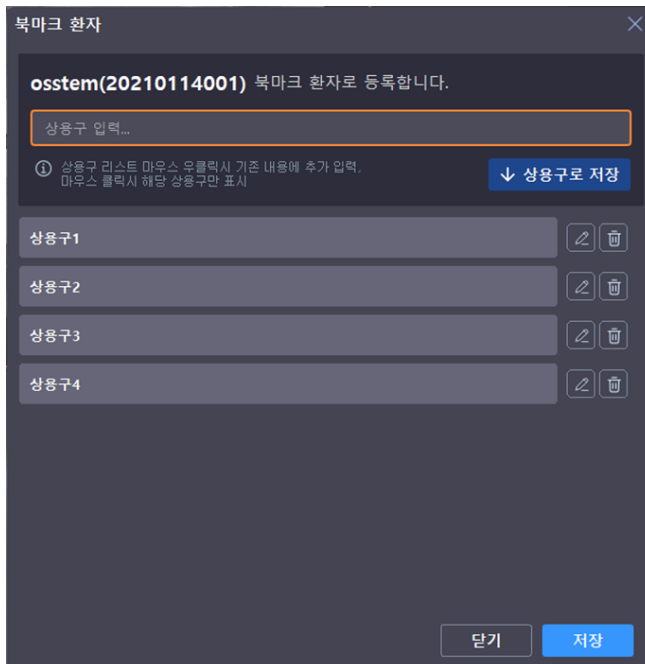 북마크 환자
osstem(20210114001) 북마크 환자로 등록합니다.
상용구 입력...
상용구 리스트 마우스 우클릭시 기존 내용에 추가 입력,
마우스 클릭시 해당 상용구만 표시
상용구로 저장
상용구1
상용구2
상용구3
상용구4
닫기
저장